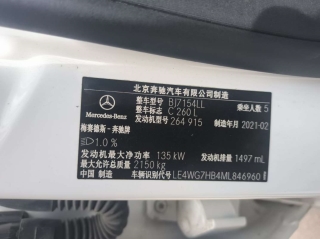 北京奔驰汽车有限公司制造
Mercedes-Benz
整车型号 BJ7154LL 乘坐人数 5
整车标志 C 260 L
发动机型号 264 915 制造年月 2021-02
梅赛德斯-奔驰牌
1.0 %
发动机最大净功率 135 kW 发动机排量 1497 mL
最大允许总质量 2150 kg
中国 制造 车辆识别代号 LE4WG7HB4ML846960